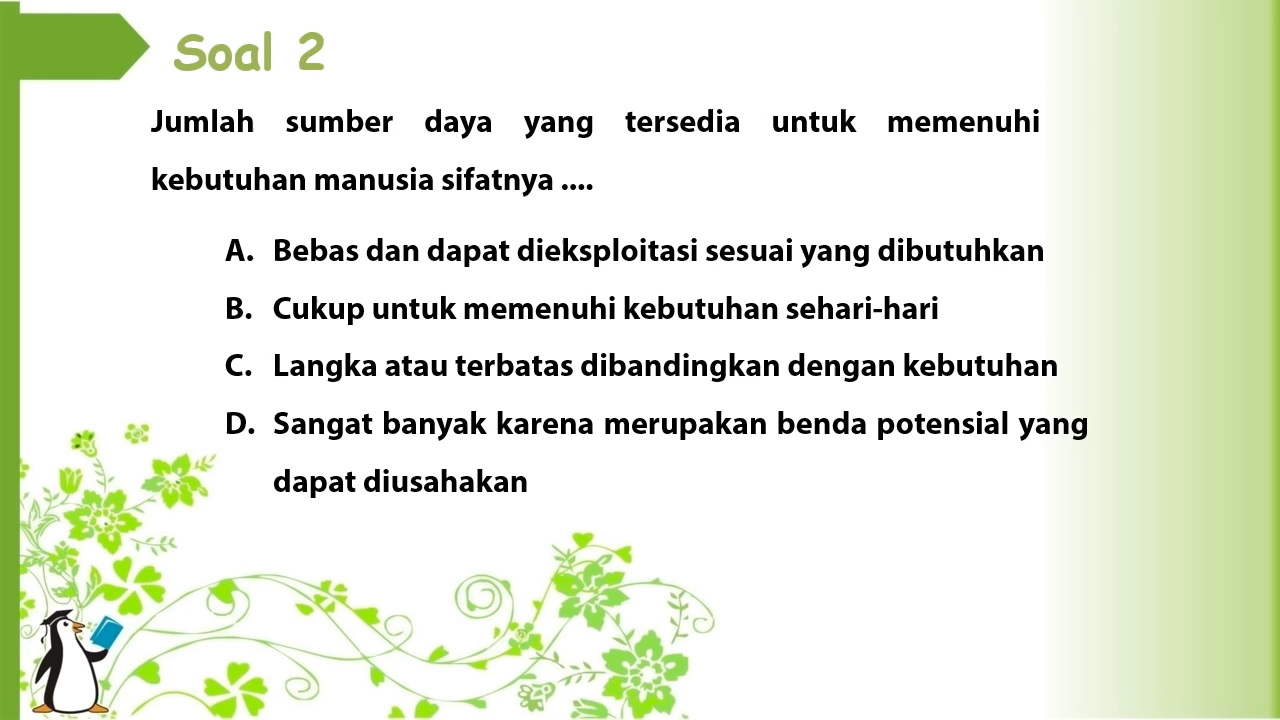 Soal 2
Jumlah sumber daya yang tersedia untuk memenuhi
kebutuhan manusia sifatnya ....
A. Bebas dan dapat dieksploitasi sesuai yang dibutuhkan
B. Cukup untuk memenuhi kebutuhan sehari-hari
C. Langka atau terbatas dibandingkan dengan kebutuhan
D. Sangat banyak karena merupakan benda potensial yang
dapat diusahakan